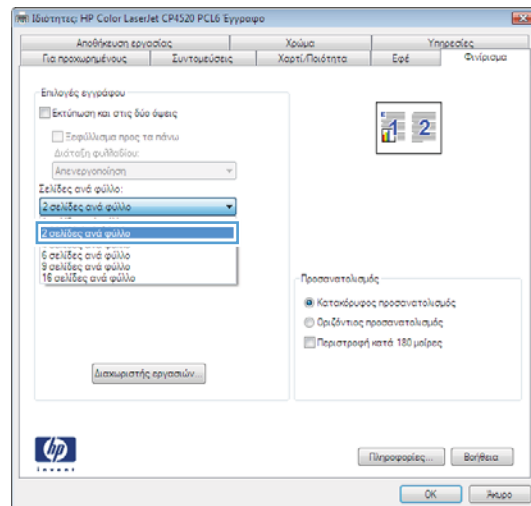 Ιδιότητες: HP Color LaserJet CP4520 PCL6 Έγγραφο
Αποθήκευση εργασίας Χρώμα Υπηρεσίες
Για προχωρημένους Συντομεύσεις Χαρτί/Ποιότητα Εφέ Φινίρισμα
Επιλογές εγγράφου
Εκτύπωση και στις δύο όψεις
Ξεφύλλισμα προς τα πάνω
Διάταξη φυλλαδίου:
Απενεργοποίηση
Σελίδες ανά φύλλο:
2 σελίδες ανά φύλλο
2 σελίδες ανά φύλλο
6 σελίδες ανά φύλλο
9 σελίδες ανά φύλλο
16 σελίδες ανά φύλλο
1 2
Προσανατολισμός
Κατακόρυφος προσανατολισμός
Οριζόντιος προσανατολισμός
Περιστροφή κατά 180 μοίρες
Διαχωριστής εργασιών...
hp
invent
Πληροφορίες... Βοήθεια
OK Άκυρο